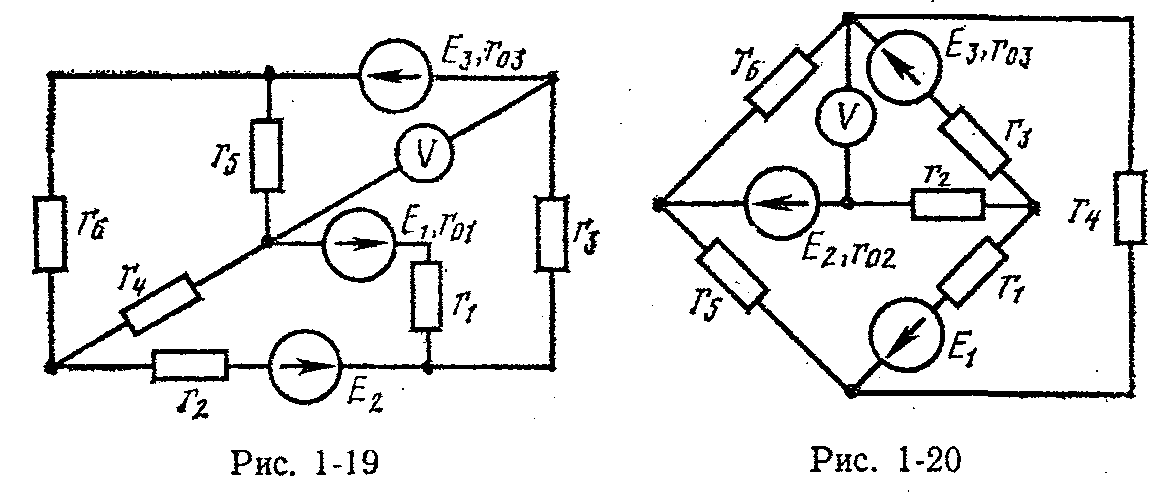 E₃,r₀₃
r₅
V
r₆
E₁,r₀₁
r₃
r₄
r₁
r₂
E₂
Рис. 1-19
r₆
E₃,r₀₃
V
r₃
r₂
r₄
E₂,r₀₂
r₅
r₁
E₁
Рис. 1-20